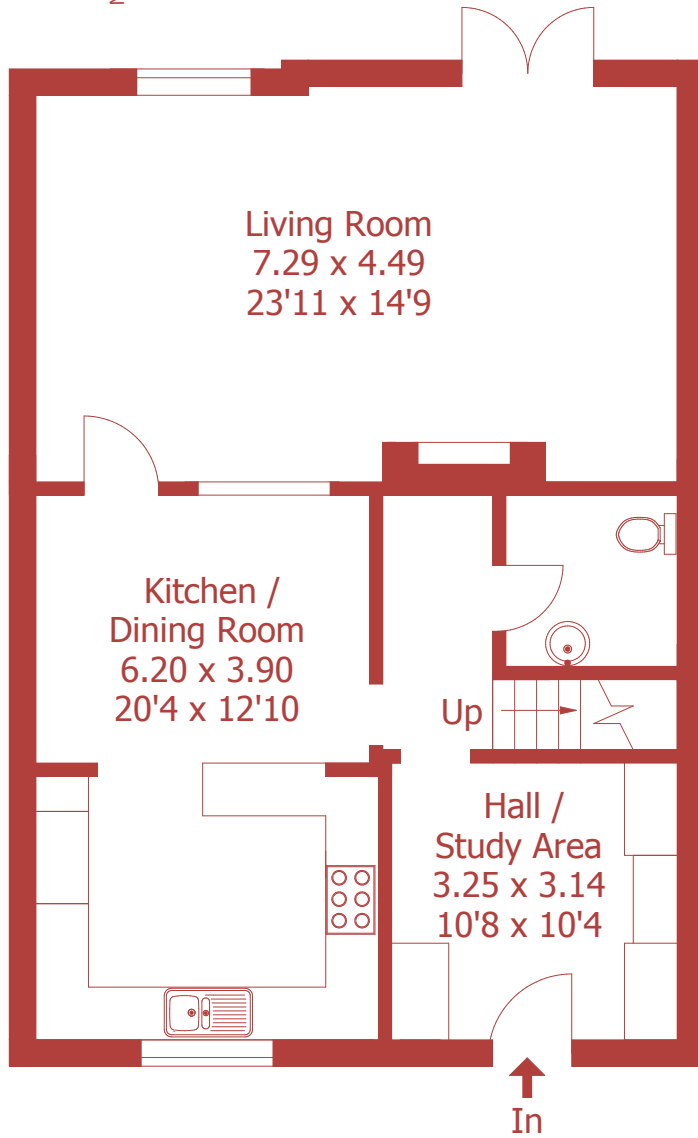 2
Living Room
7.29 x 4.49
23'11 x 14'9
Kitchen /
Dining Room
6.20 x 3.90
20'4 x 12'10
Up
Hall /
Study Area
3.25 x 3.14
10'8 x 10'4
In